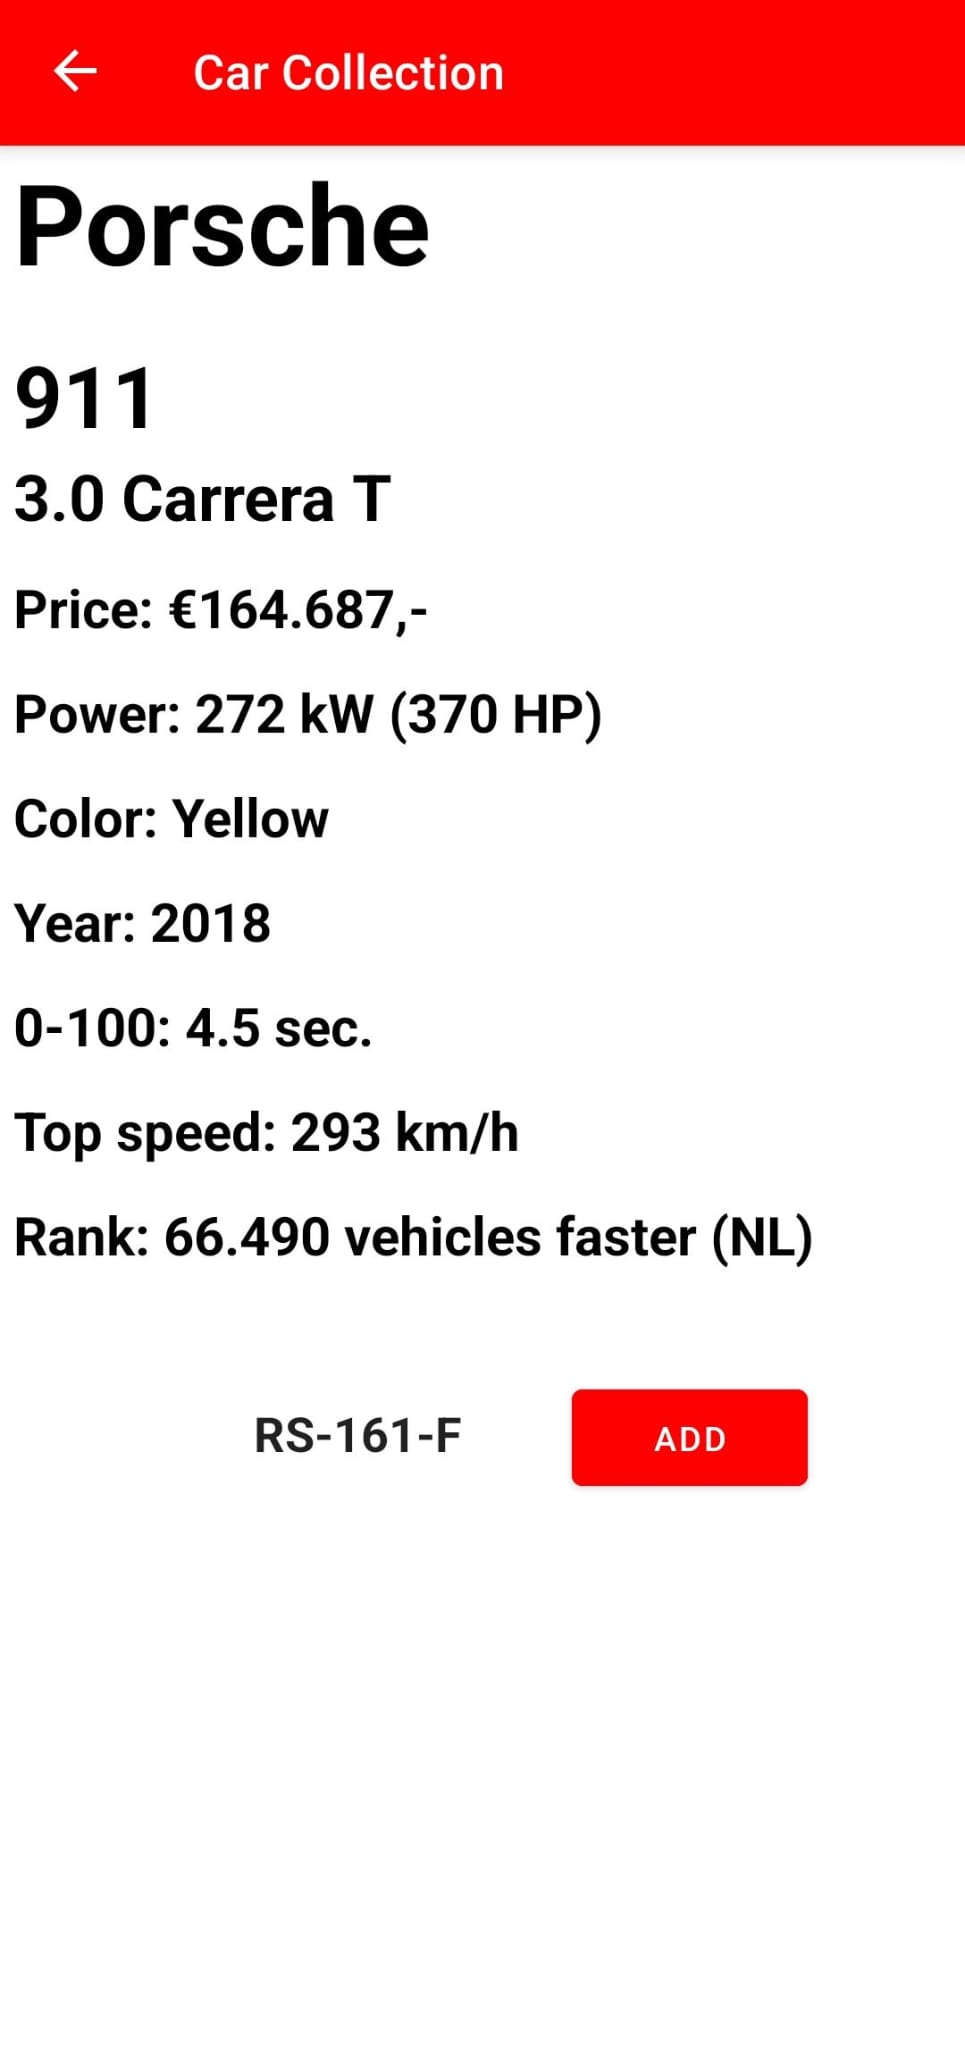 Car Collection
Porsche
911
3.0 Carrera T
Price: €164.687,-
Power: 272 kW (370 HP)
Color: Yellow
Year: 2018
0-100: 4.5 sec.
Top speed: 293 km/h
Rank: 66.490 vehicles faster (NL)
RS-161-F
ADD